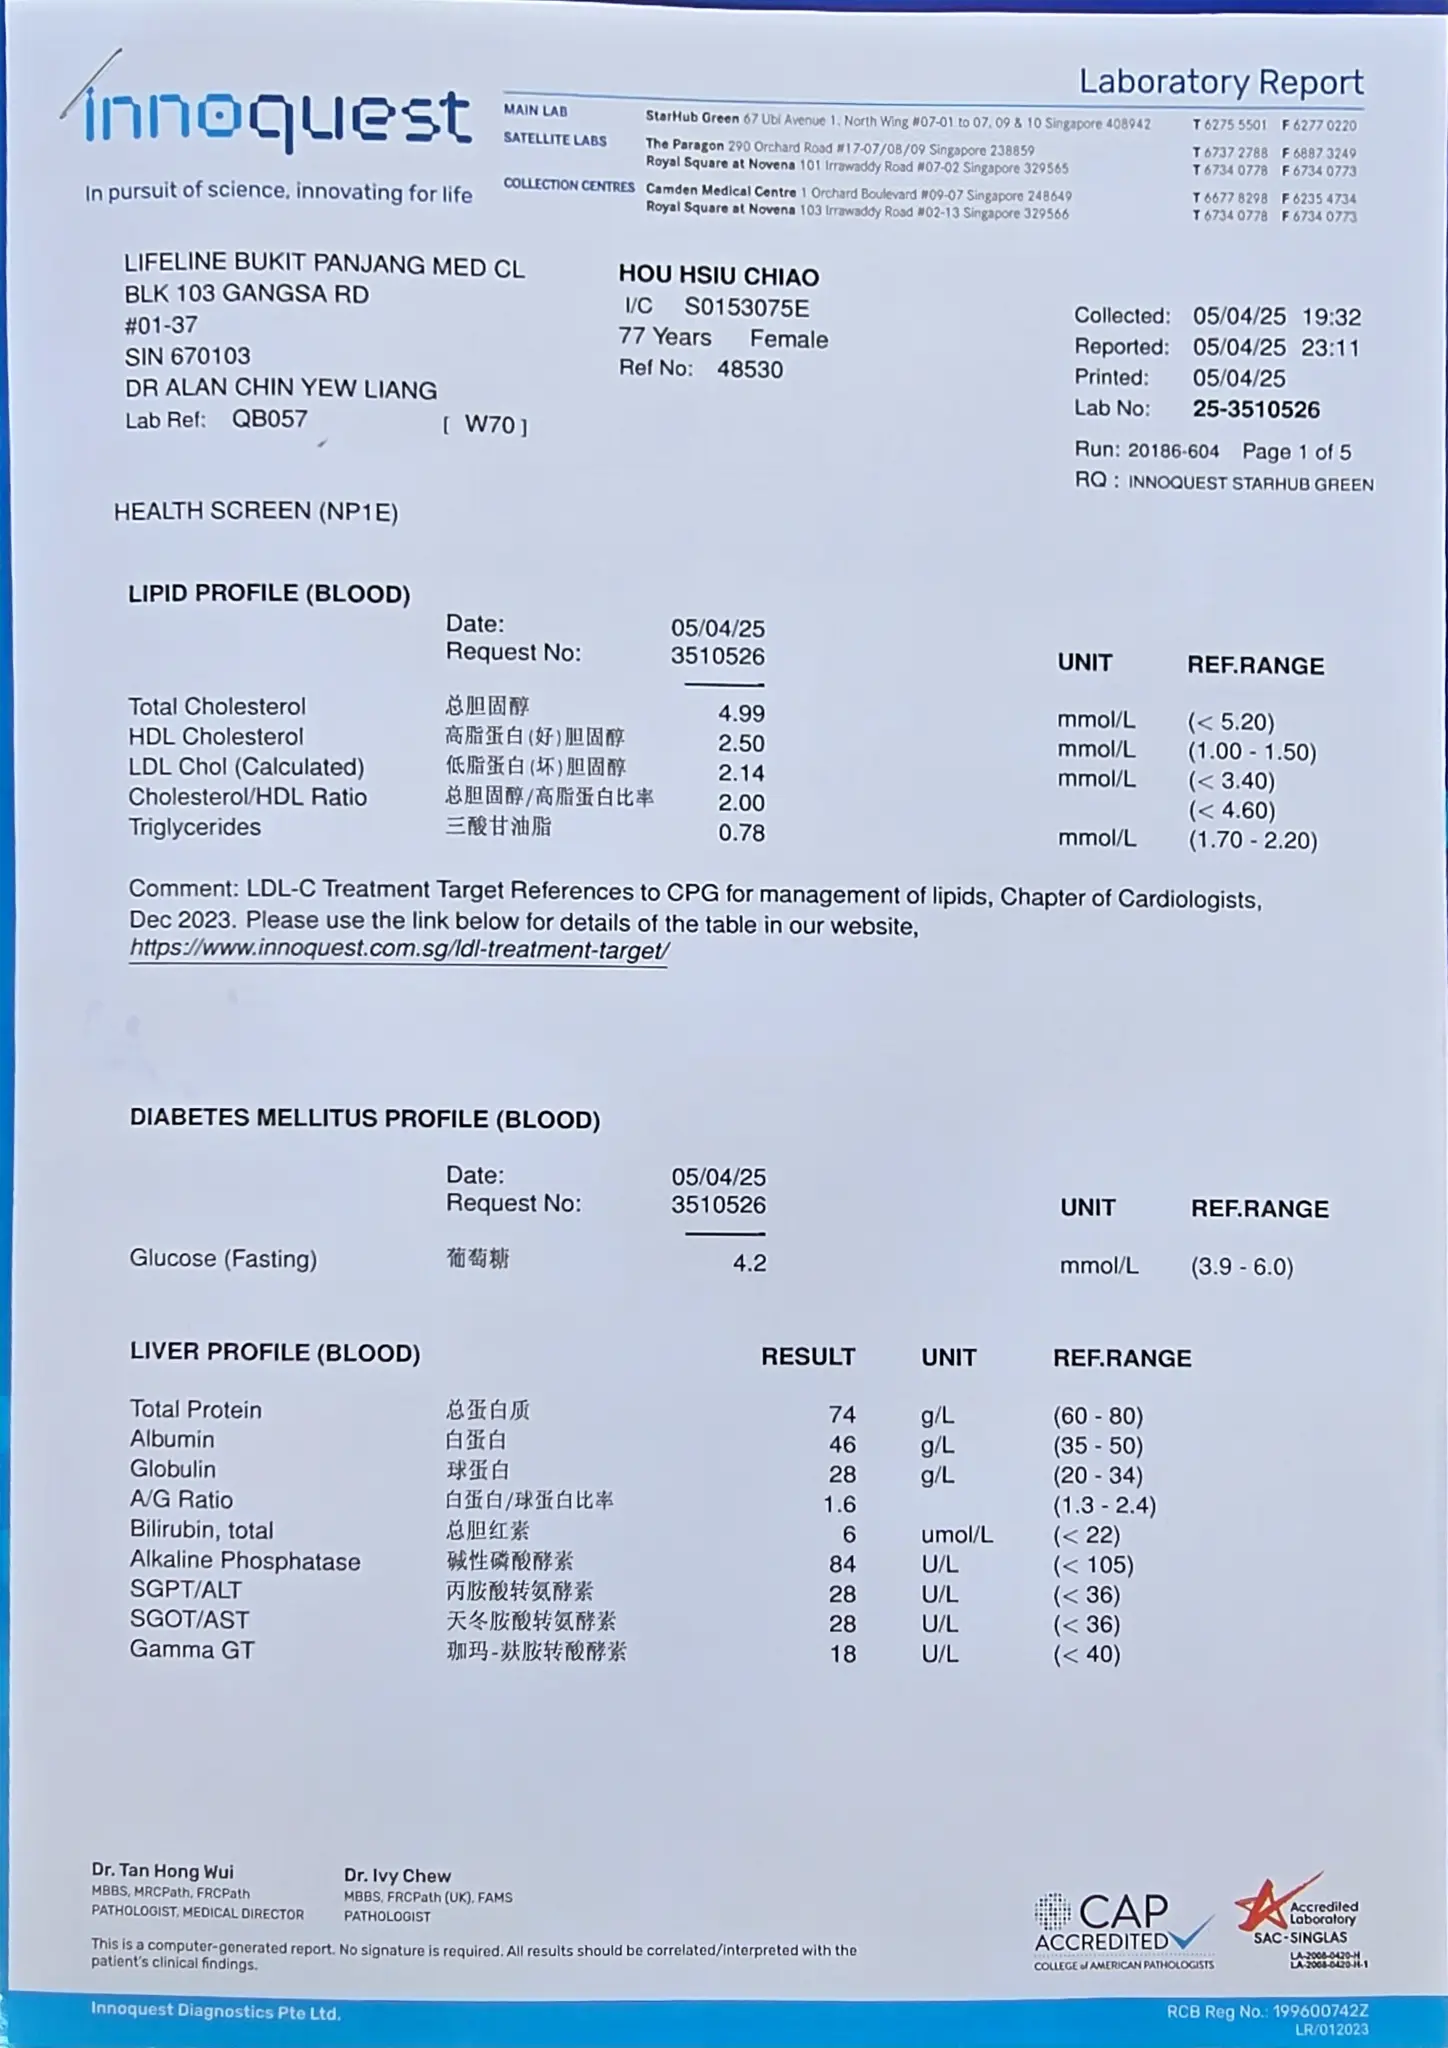 innoquest
In pursuit of science, innovating for life
Laboratory Report
MAIN LAB StarHub Green 67 Ubi Avenue 1, North Wing #07-01 to 07, 09 & 10 Singapore 408942 T 6275 5501 F 6277 0220
SATELLITE LABS The Paragon 290 Orchard Road #17-07/08/09 Singapore 238859 T 6737 2788 F 6887 3249
Royal Square at Novena 101 Irrawaddy Road #07-02 Singapore 329565 T 6734 0778 F 6734 0773
COLLECTION CENTRES Camden Medical Centre 1 Orchard Boulevard #09-07 Singapore 248649 T 6677 8298 F 6235 4734
Royal Square at Novena 103 Irrawaddy Road #02-13 Singapore 329566 T 6734 0778 F 6734 0773
LIFELINE BUKIT PANJANG MED CL
BLK 103 GANGSA RD
#01-37
SIN 670103
DR ALAN CHIN YEW LIANG
Lab Ref: QB057 [ W70 ]
HOU HSIU CHIAO
I/C S0153075E
77 Years Female
Ref No: 48530
Collected: 05/04/25 19:32
Reported: 05/04/25 23:11
Printed: 05/04/25
Lab No: 25-3510526
Run: 20186-604 Page 1 of 5
RQ : INNOQUEST STARHUB GREEN
HEALTH SCREEN (NP1E)
LIPID PROFILE (BLOOD)
Date: 05/04/25
Request No: 3510526 UNIT REF.RANGE
Total Cholesterol 总胆固醇 4.99 mmol/L (< 5.20)
HDL Cholesterol 高脂蛋白(好)胆固醇 2.50 mmol/L (1.00 - 1.50)
LDL Chol (Calculated) 低脂蛋白(坏)胆固醇 2.14 mmol/L (< 3.40)
Cholesterol/HDL Ratio 总胆固醇/高脂蛋白比率 2.00 (< 4.60)
Triglycerides 三酸甘油脂 0.78 mmol/L (1.70 - 2.20)
Comment: LDL-C Treatment Target References to CPG for management of lipids, Chapter of Cardiologists,
Dec 2023. Please use the link below for details of the table in our website,
https://www.innoquest.com.sg/ldl-treatment-target/
DIABETES MELLITUS PROFILE (BLOOD)
Date: 05/04/25
Request No: 3510526 UNIT REF.RANGE
Glucose (Fasting) 葡萄糖 4.2 mmol/L (3.9 - 6.0)
LIVER PROFILE (BLOOD) RESULT UNIT REF.RANGE
Total Protein 总蛋白质 74 g/L (60 - 80)
Albumin 白蛋白 46 g/L (35 - 50)
Globulin 球蛋白 28 g/L (20 - 34)
A/G Ratio 白蛋白/球蛋白比率 1.6 (1.3 - 2.4)
Bilirubin, total 总胆红素 6 umol/L (< 22)
Alkaline Phosphatase 碱性磷酸酵素 84 U/L (< 105)
SGPT/ALT 丙胺酸转氨酵素 28 U/L (< 36)
SGOT/AST 天冬胺酸转氨酵素 28 U/L (< 36)
Gamma GT 珈玛-麸胺转酸酵素 18 U/L (< 40)
Dr. Tan Hong Wui
MBBS, MRCPath, FRCPath
PATHOLOGIST, MEDICAL DIRECTOR
Dr. Ivy Chew
MBBS, FRCPath (UK), FAMS
PATHOLOGIST
This is a computer-generated report. No signature is required. All results should be correlated/interpreted with the
patient's clinical findings.
CAP
ACCREDITED
COLLEGE of AMERICAN PATHOLOGISTS
Accredited
Laboratory
SAC-SINGLAS
LA-2008-0420-H
LA-2008-0420-H-1
Innoquest Diagnostics Pte Ltd.
RCB Reg No.: 199600742Z
LR/012023